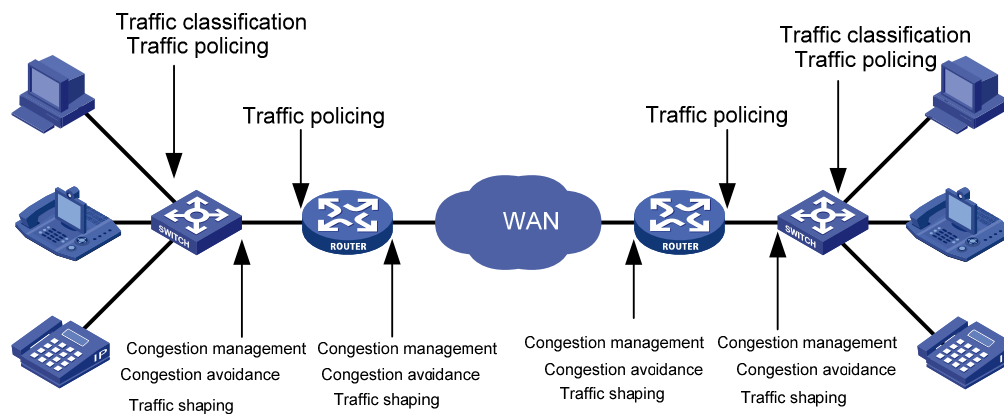 Traffic classification
Traffic policing
Traffic classification
Traffic policing
Traffic policing
Traffic policing
SWITCH
ROUTER
WAN
ROUTER
SWITCH
IP
I
Congestion management
Congestion avoidance
Traffic shaping
Congestion management
Congestion avoidance
Traffic shaping
Congestion management
Congestion avoidance
Traffic shaping
Congestion management
Congestion avoidance
Traffic shaping